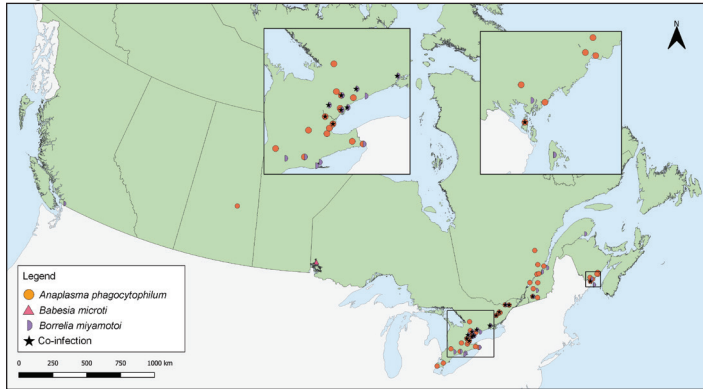 N
Legend
Anaplasma phagocytophilum
Babesia microti
Borrelia miyamotoi
Co-infection
0 250 500 750 1000 km